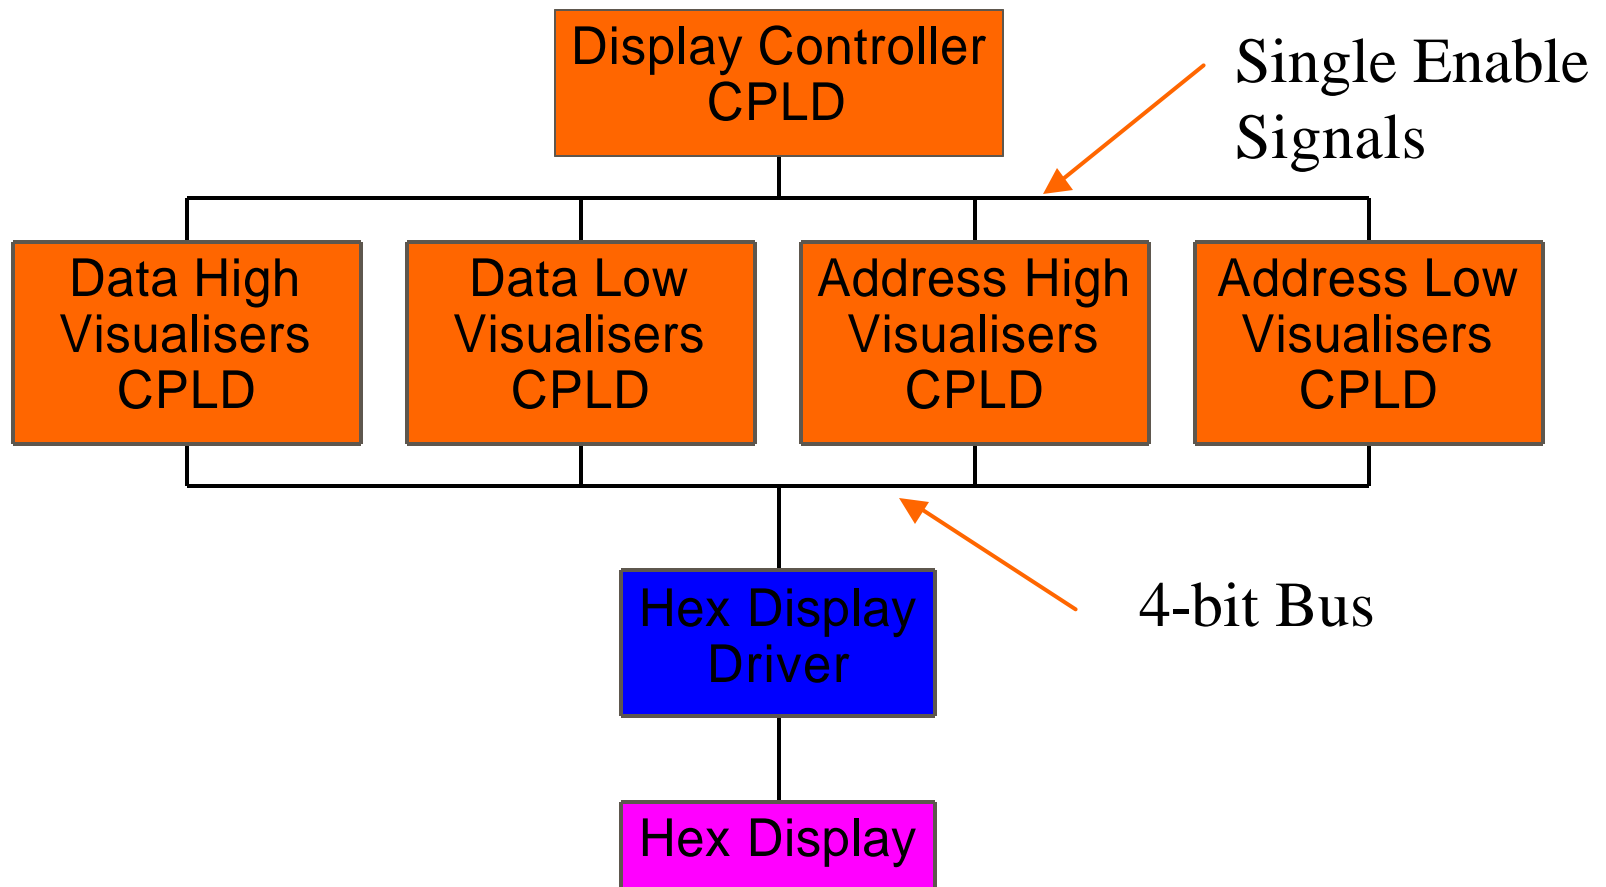 Display Controller
CPLD
Single Enable
Signals
Data High
Visualisers
CPLD
Data Low
Visualisers
CPLD
Address High
Visualisers
CPLD
Address Low
Visualisers
CPLD
Hex Display
Driver
4-bit Bus
Hex Display